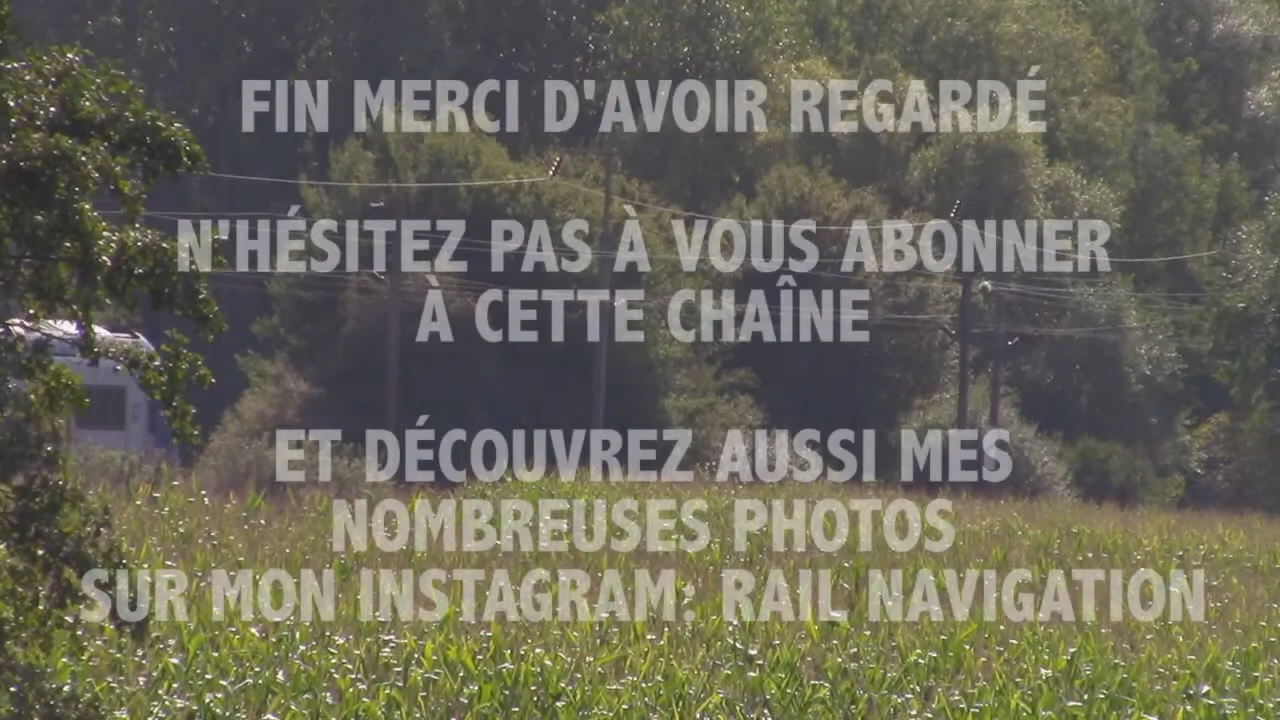 FIN MERCI D'AVOIR REGARDÉ
N'HÉSITEZ PAS À VOUS ABONNER
À CETTE CHAÎNE
ET DÉCOUVREZ AUSSI MES
NOMBREUSES PHOTOS
SUR MON INSTAGRAM: RAIL NAVIGATION